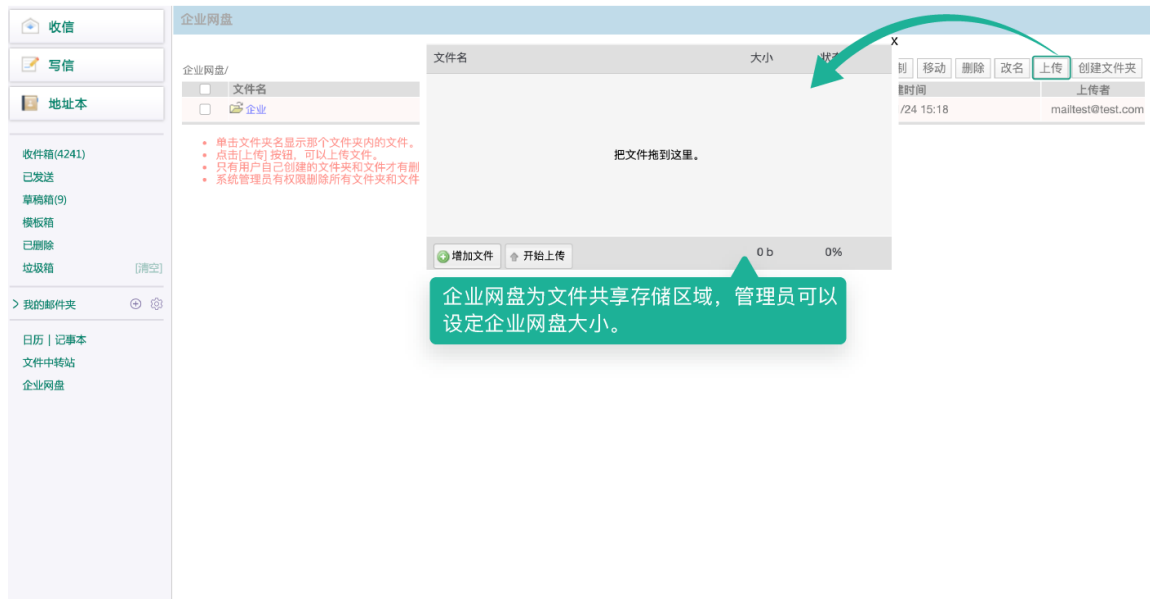 收信
写信
地址本
收件箱(4241)
已发送
草稿箱(9)
模板箱
已删除
垃圾箱 [清空]
我的邮件夹
日历 | 记事本
文件中转站
企业网盘
企业网盘
企业网盘/
文件名
企业
单击文件夹名显示那个文件夹内的文件。
点击[上传] 按钮，可以上传文件。
只有用户自己创建的文件夹和文件才有删
系统管理员有权限删除所有文件夹和文件
文件名 大小
x
移动 删除 改名 上传 创建文件夹
时间 上传者
/24 15:18 mailtest@test.com
把文件拖到这里。
增加文件 开始上传 0 b 0%
企业网盘为文件共享存储区域，管理员可以
设定企业网盘大小。